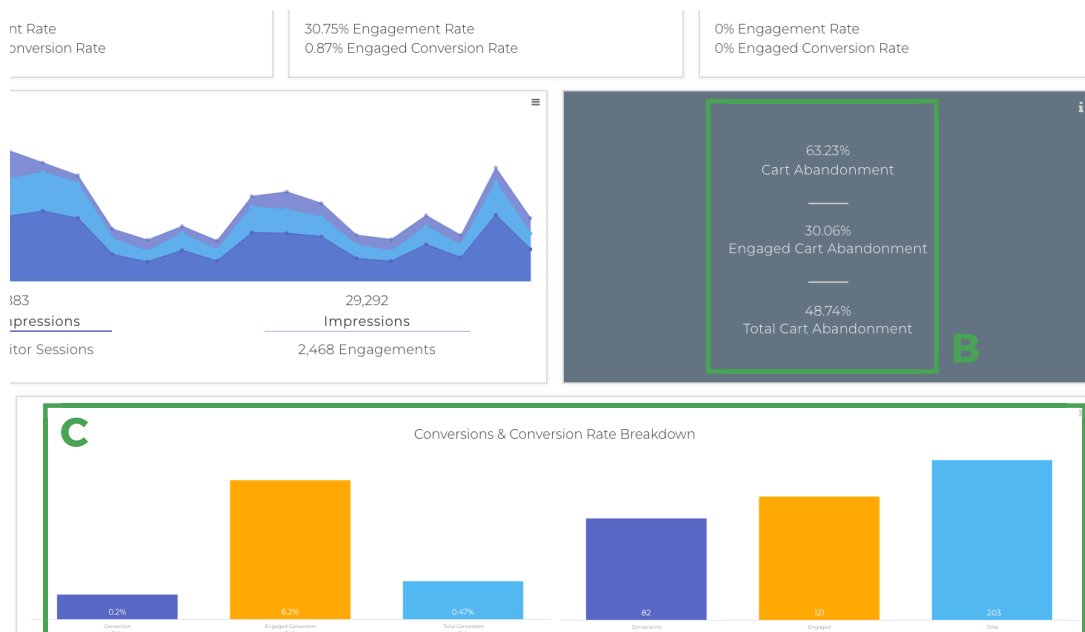 nt Rate
onversion Rate
30.75% Engagement Rate
0.87% Engaged Conversion Rate
0% Engagement Rate
0% Engaged Conversion Rate
63.23%
Cart Abandonment
30.06%
Engaged Cart Abandonment
48.74%
Total Cart Abandonment
B
383
npressions
itor Sessions
29,292
Impressions
2,468 Engagements
C
Conversions & Conversion Rate Breakdown
0.2%
6.2%
0.47%
82
121
203
Conversion
Engaged Conversion
Total Conversion
Conversions
Engaged
Total